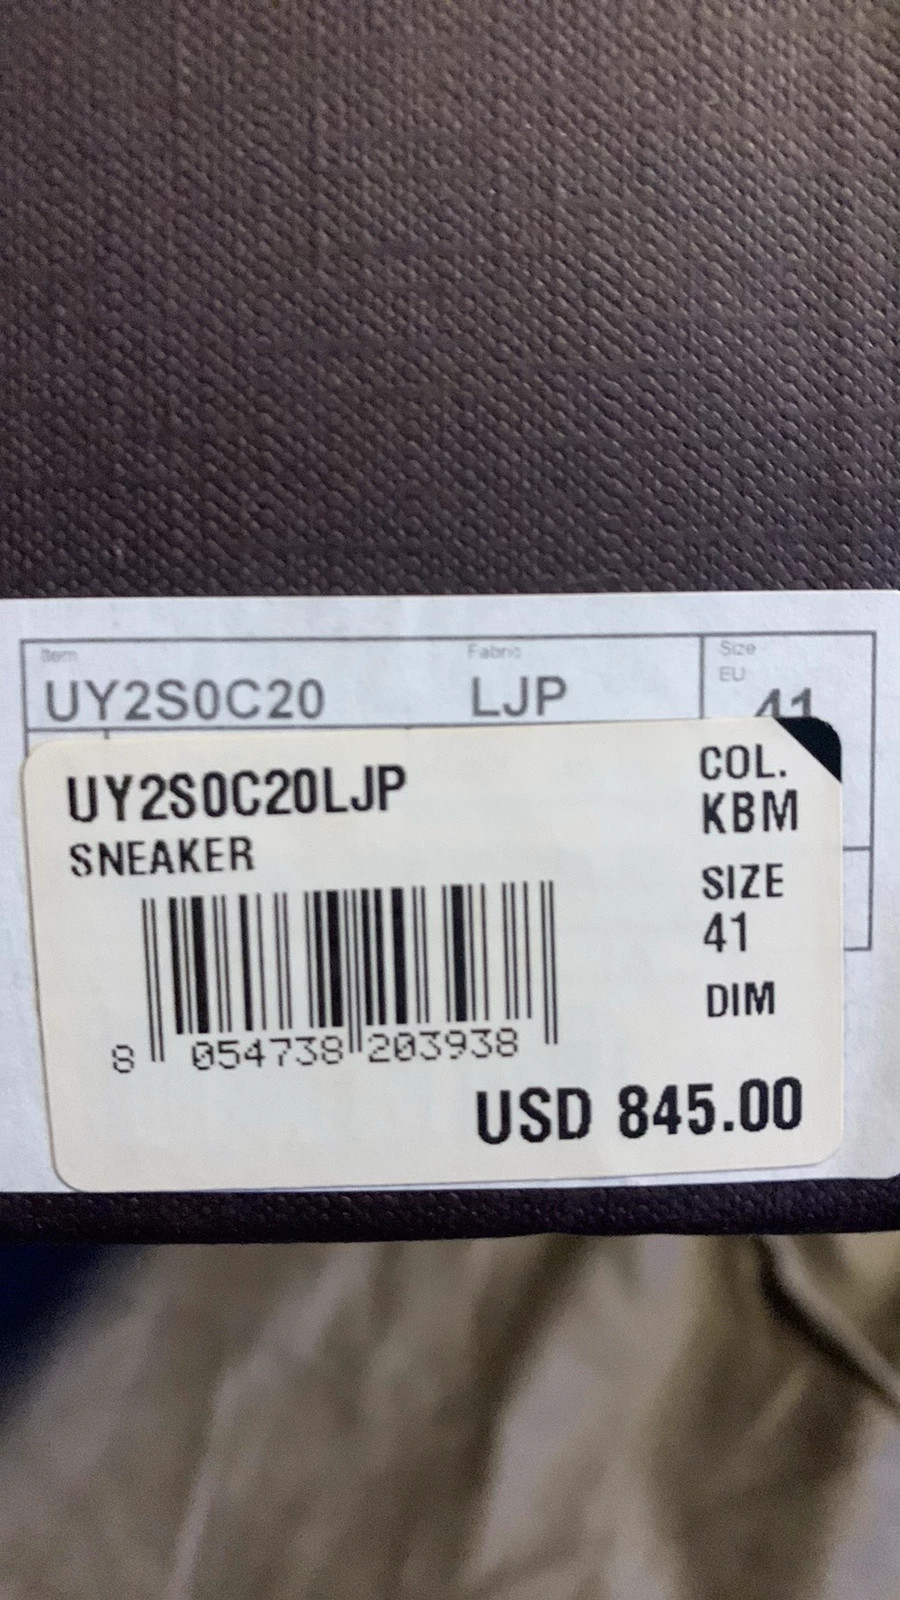 Item
Fabric
Size
EU
UY2S0C20
LJP
41
UY2S0C20LJP
SNEAKER
COL.
KBM
SIZE
41
DIM
8 054738 203938
USD 845.00